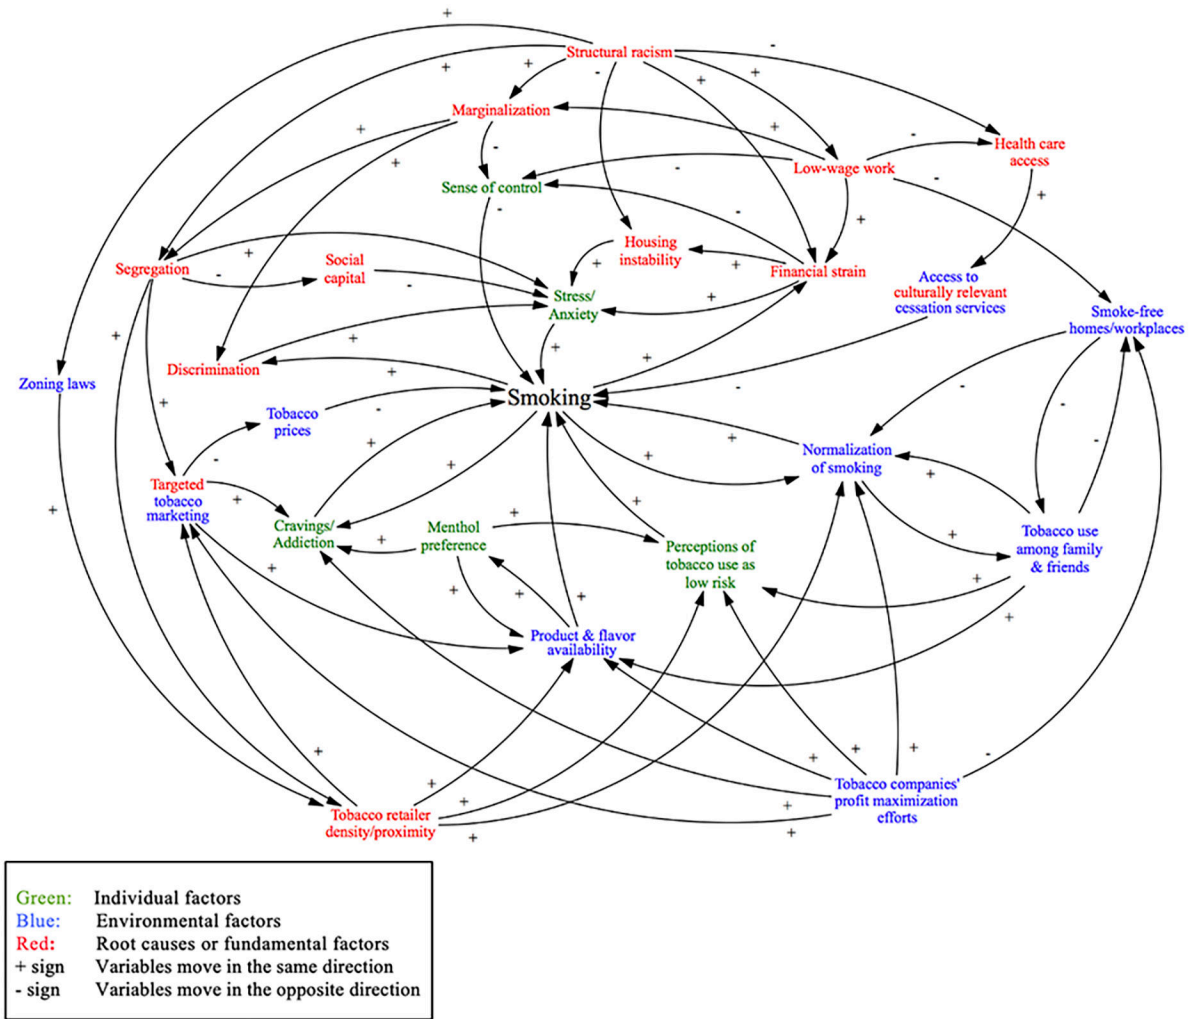 Structural racism
Marginalization
Health care
access
Low-wage work
Sense of control
Housing
instability
Social
capital
Segregation
Financial strain
Access to
culturally relevant
cessation services
Stress/
Anxiety
Smoke-free
homes/workplaces
Discrimination
Zoning laws
Smoking
Tobacco
prices
Normalization
of smoking
Targeted
tobacco
marketing
Cravings/
Addiction
Menthol
preference
Perceptions of
tobacco use as
low risk
Tobacco use
among family
& friends
Product & flavor
availability
Tobacco companies'
profit maximization
efforts
Tobacco retailer
density/proximity
Green: Individual factors
Blue: Environmental factors
Red: Root causes or fundamental factors
+ sign Variables move in the same direction
- sign Variables move in the opposite direction